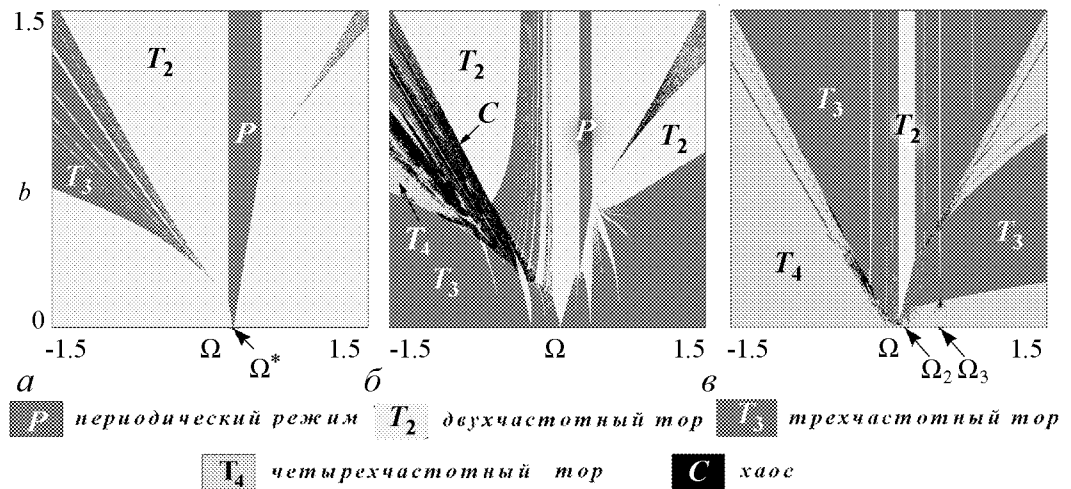 1.5
b
0
T₂
P
T₃
-1.5 Ω Ω* 1.5
а
T₂
C
P
T₂
T₄
T₃
-1.5 Ω 1.5
б
T₃
T₂
T₄
T₃
-1.5 Ω Ω₂ Ω₃ 1.5
в
P периодический режим T₂ двухчастотный тор T₃ трехчастотный тор
T₄ четырехчастотный тор C хаос